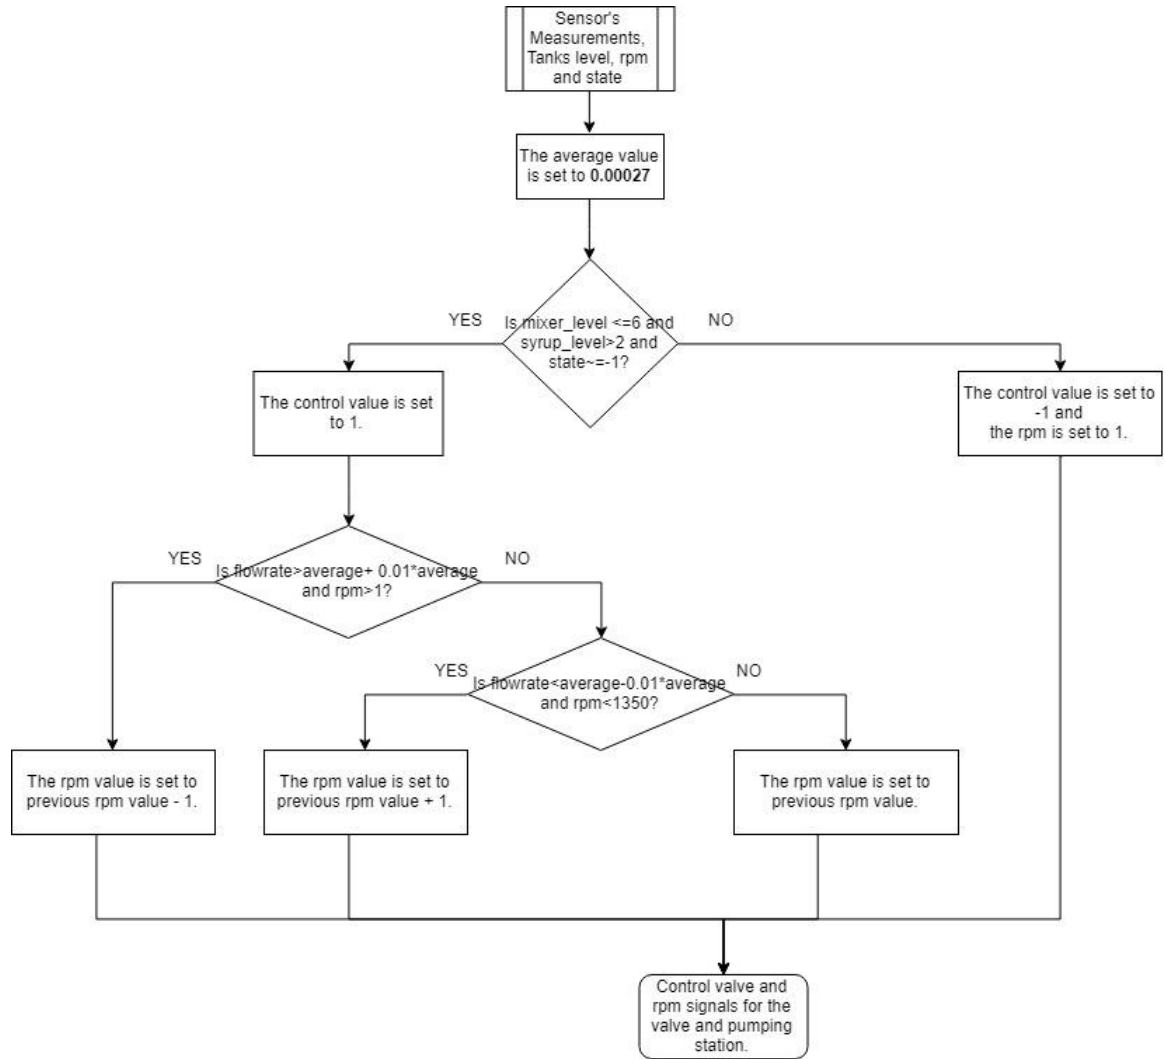 Sensor's
Measurements,
Tanks level, rpm
and state
The average value
is set to 0.00027
YES
NO
Is mixer_level <=6 and
syrup_level>2 and
state~=-1?
The control value is set
to 1.
The control value is set to
-1 and
the rpm is set to 1.
YES
NO
Is flowrate>average+ 0.01*average
and rpm>1?
YES
NO
Is flowrate<average-0.01*average
and rpm<1350?
The rpm value is set to
previous rpm value - 1.
The rpm value is set to
previous rpm value + 1.
The rpm value is set to
previous rpm value.
Control valve and
rpm signals for the
valve and pumping
station.